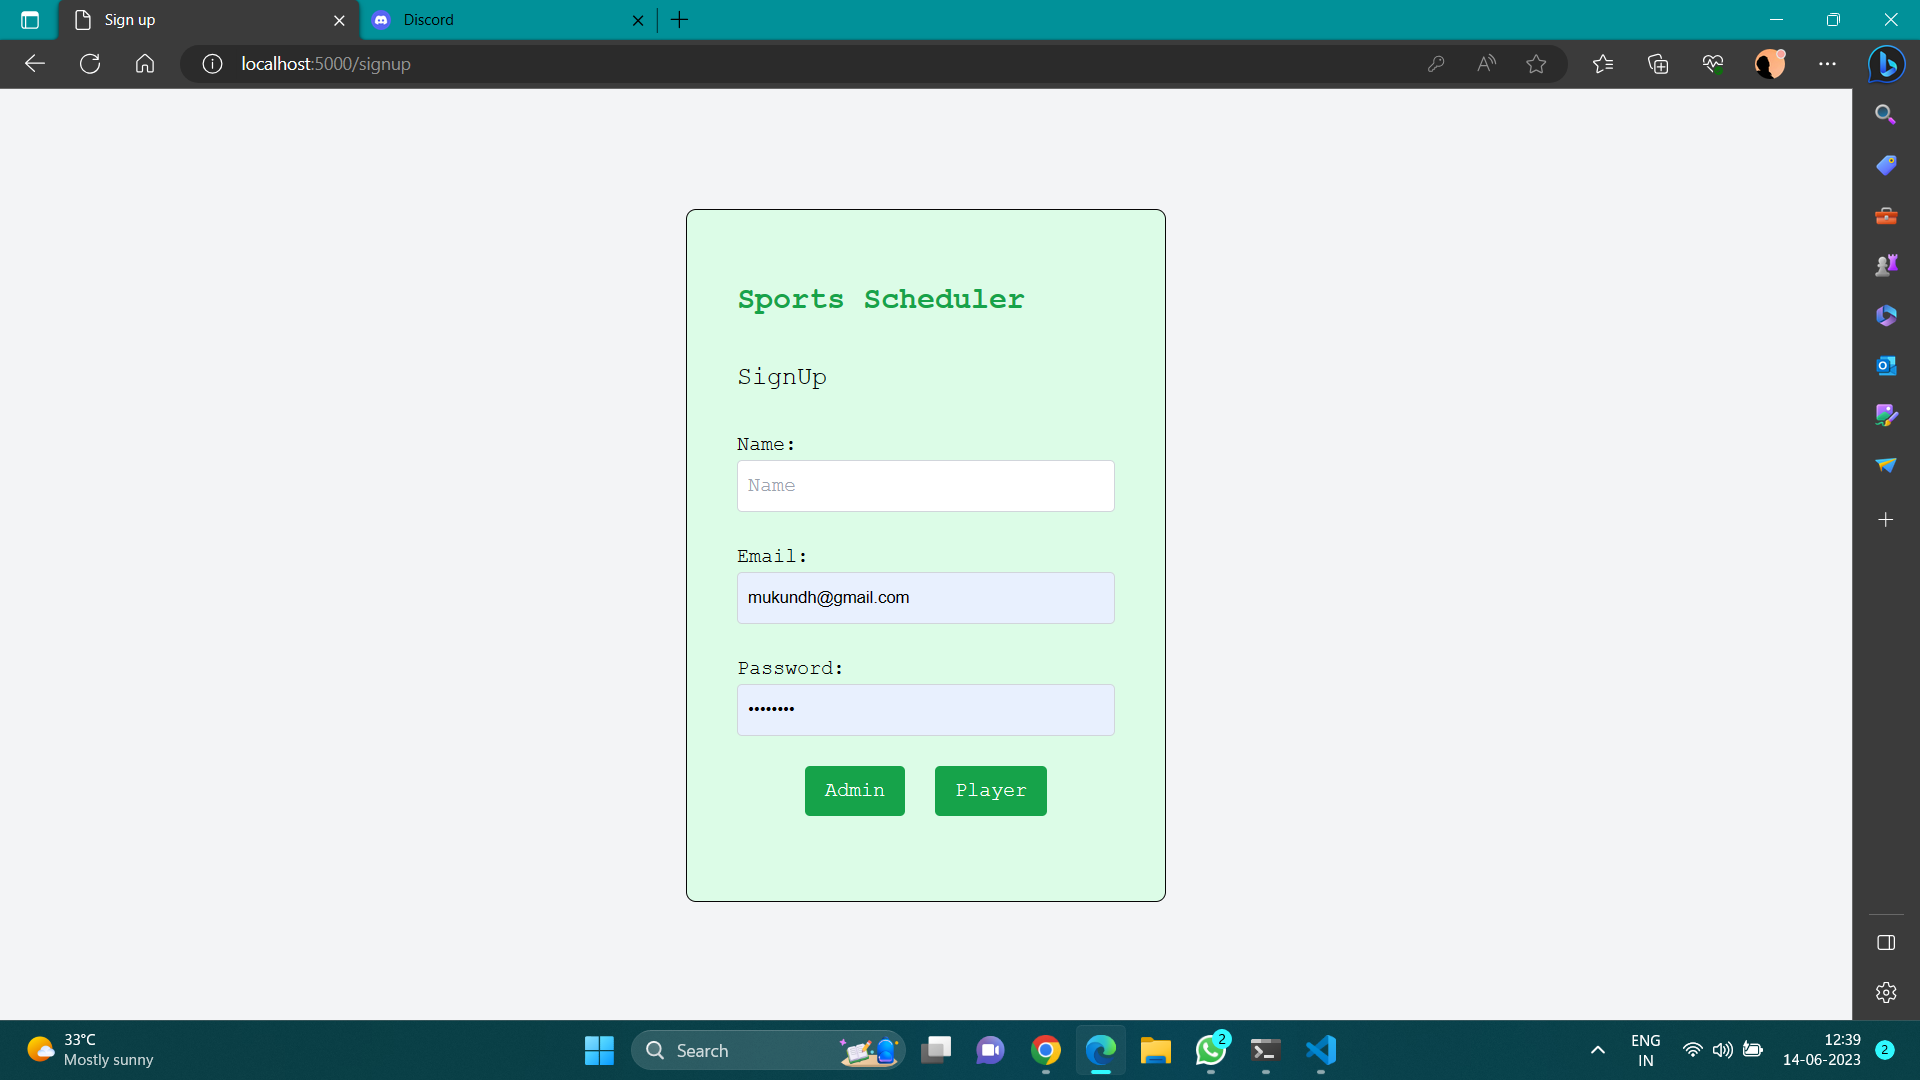 Sign up
Discord
localhost:5000/signup
Sports Scheduler
SignUp
Name:
Name
Email:
mukundh@gmail.com
Password:
••••••••
Admin
Player
33°C
Mostly sunny
Search
2
ENG
IN
12:39
14-06-2023
2